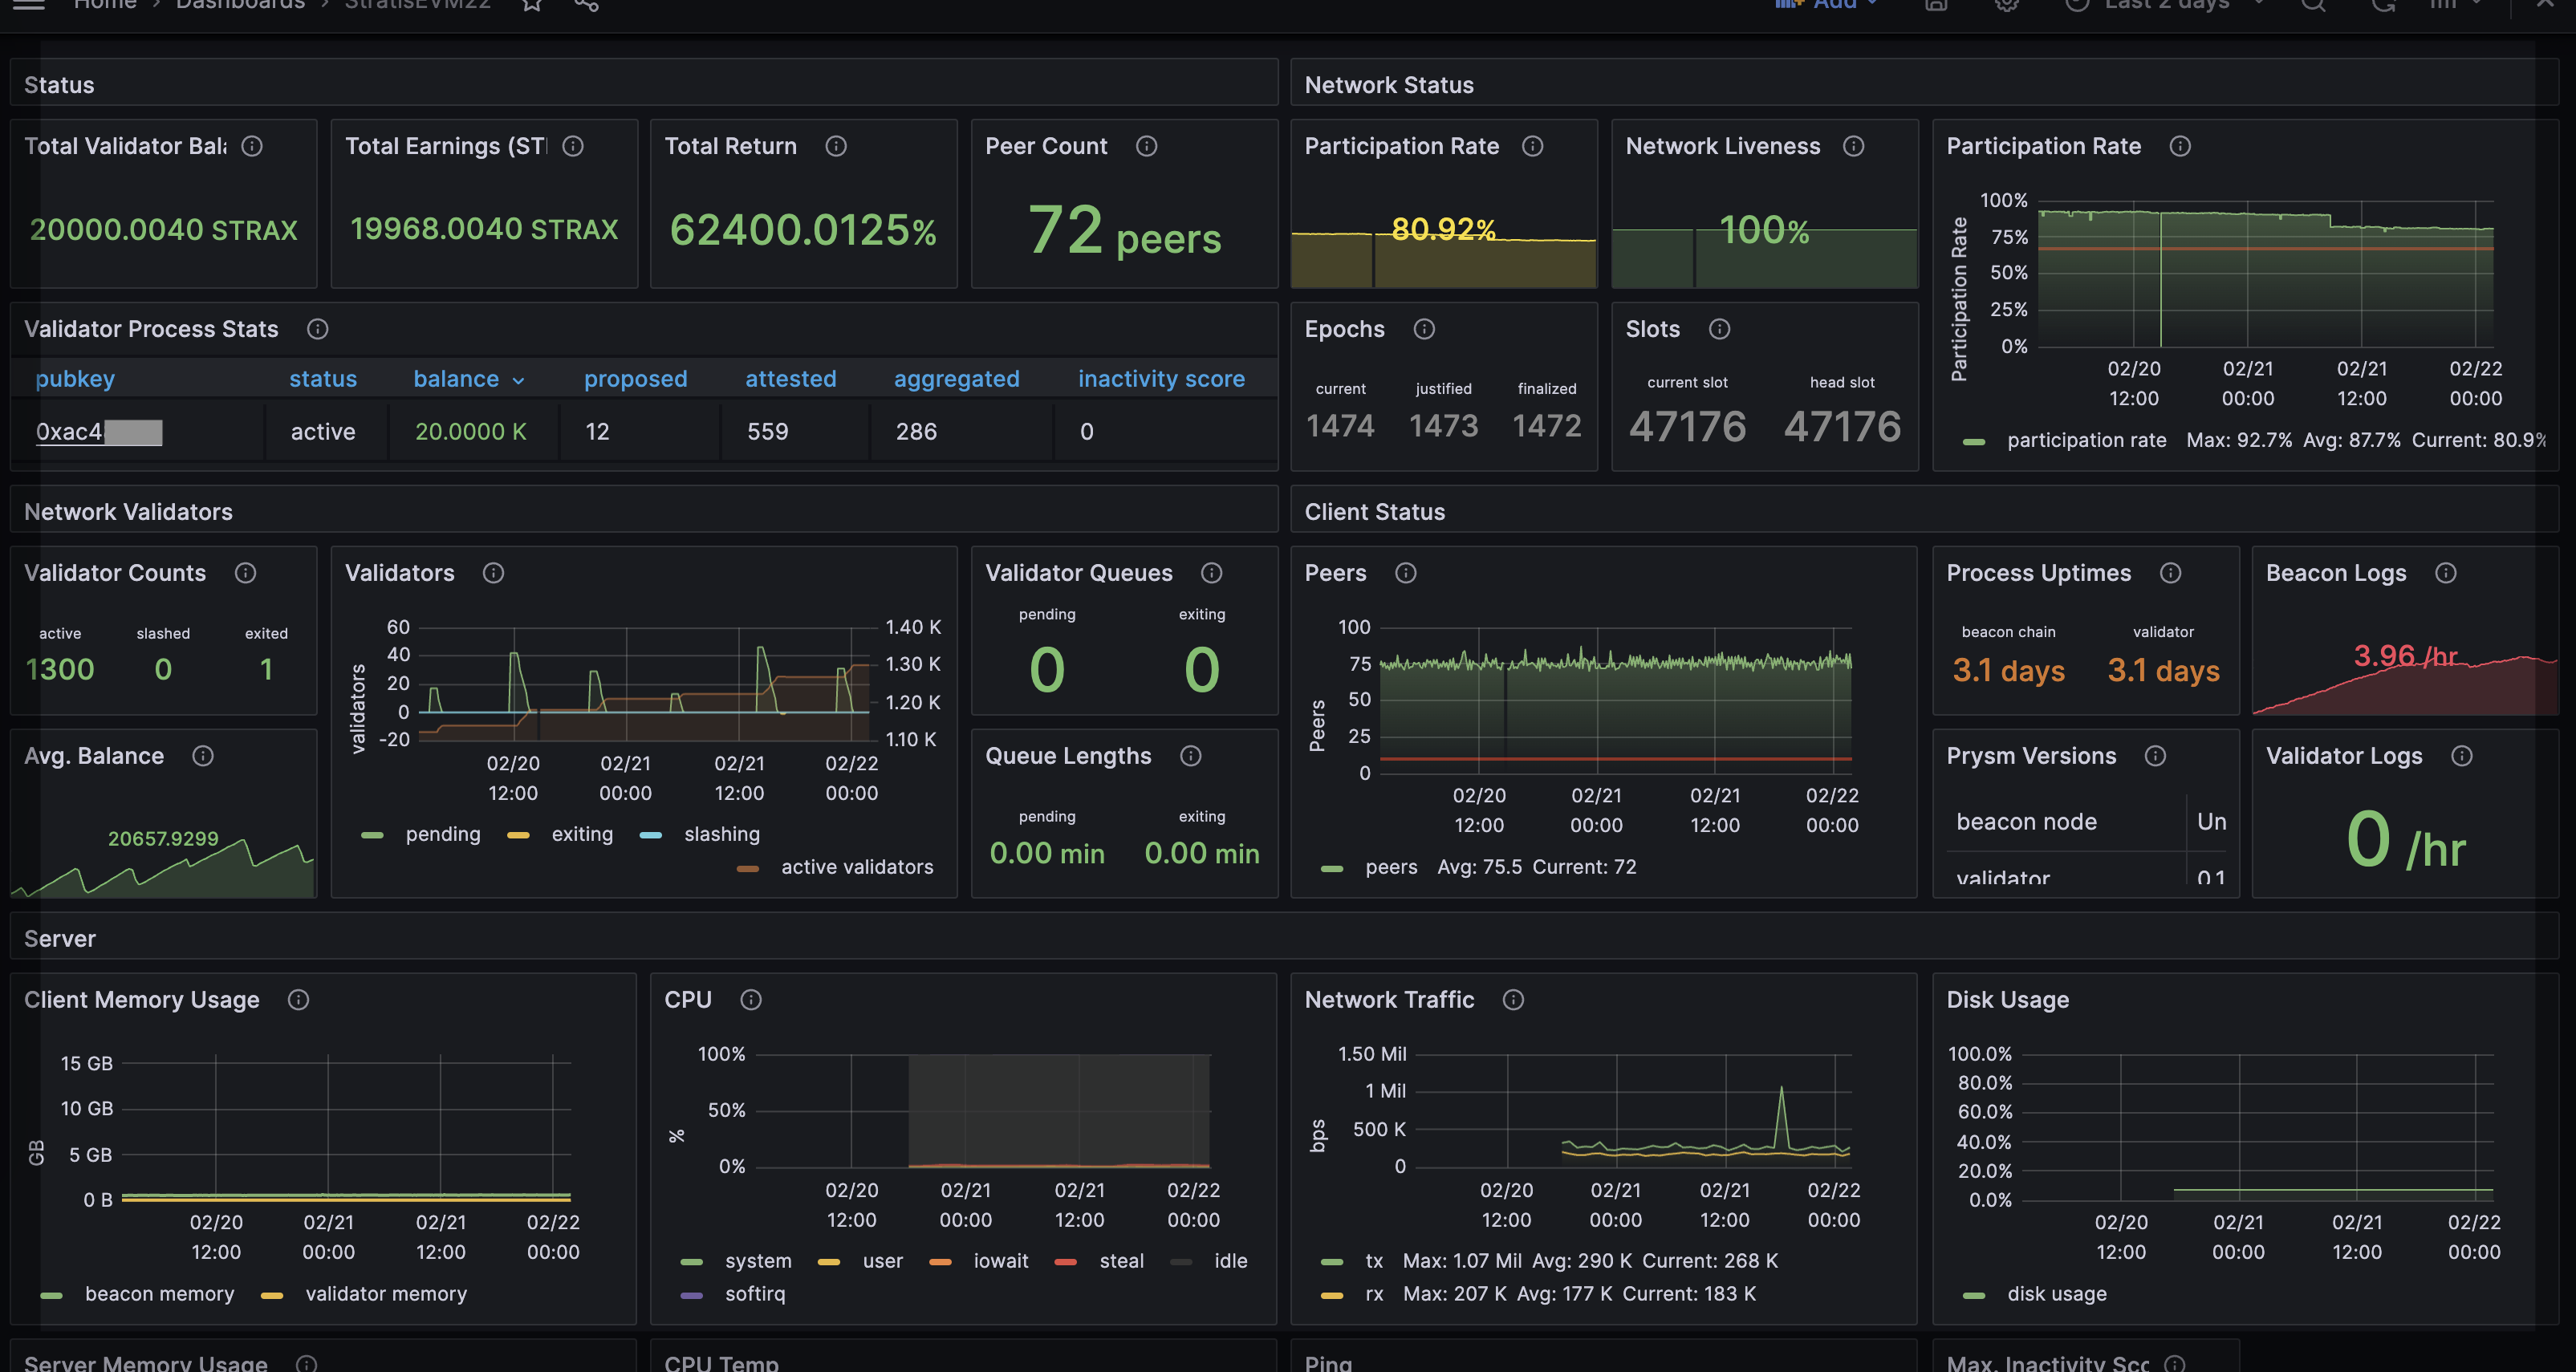 Home > Dashboards > StratisEVM22
Add
Last 2 days
1m
Status
Network Status
Total Validator Bal
Total Earnings (ST
Total Return
Peer Count
Participation Rate
Network Liveness
Participation Rate
20000.0040 STRAX
19968.0040 STRAX
62400.0125%
72 peers
80.92%
100%
Participation Rate
100%
75%
50%
25%
0%
02/20 12:00
02/21 00:00
02/21 12:00
02/22 00:00
participation rate Max: 92.7% Avg: 87.7% Current: 80.9%
Validator Process Stats
pubkey status balance proposed attested aggregated inactivity score
0xac4 active 20.0000 K 12 559 286 0
Epochs
current justified finalized
1474 1473 1472
Slots
current slot head slot
47176 47176
Network Validators
Client Status
Validator Counts
active slashed exited
1300 0 1
Validators
validators
60
40
20
0
-20
1.40 K
1.30 K
1.20 K
1.10 K
02/20 12:00
02/21 00:00
02/21 12:00
02/22 00:00
pending exiting slashing
active validators
Validator Queues
pending exiting
0 0
Peers
Peers
100
75
50
25
0
02/20 12:00
02/21 00:00
02/21 12:00
02/22 00:00
peers Avg: 75.5 Current: 72
Process Uptimes
beacon chain validator
3.1 days 3.1 days
Beacon Logs
3.96 /hr
Avg. Balance
20657.9299
Queue Lengths
pending exiting
0.00 min 0.00 min
Prysm Versions
beacon node Un
validator 0.1
Validator Logs
0 /hr
Server
Client Memory Usage
GB
15 GB
10 GB
5 GB
0 B
02/20 12:00
02/21 00:00
02/21 12:00
02/22 00:00
beacon memory validator memory
CPU
%
100%
50%
0%
02/20 12:00
02/21 00:00
02/21 12:00
02/22 00:00
system user iowait steal idle
softirq
Network Traffic
bps
1.50 Mil
1 Mil
500 K
0
02/20 12:00
02/21 00:00
02/21 12:00
02/22 00:00
tx Max: 1.07 Mil Avg: 290 K Current: 268 K
rx Max: 207 K Avg: 177 K Current: 183 K
Disk Usage
100.0%
80.0%
60.0%
40.0%
20.0%
0.0%
02/20 12:00
02/21 00:00
02/21 12:00
02/22 00:00
disk usage
Server Memory Usage
CPU Temp
Ping
Max. Inactivity Sc